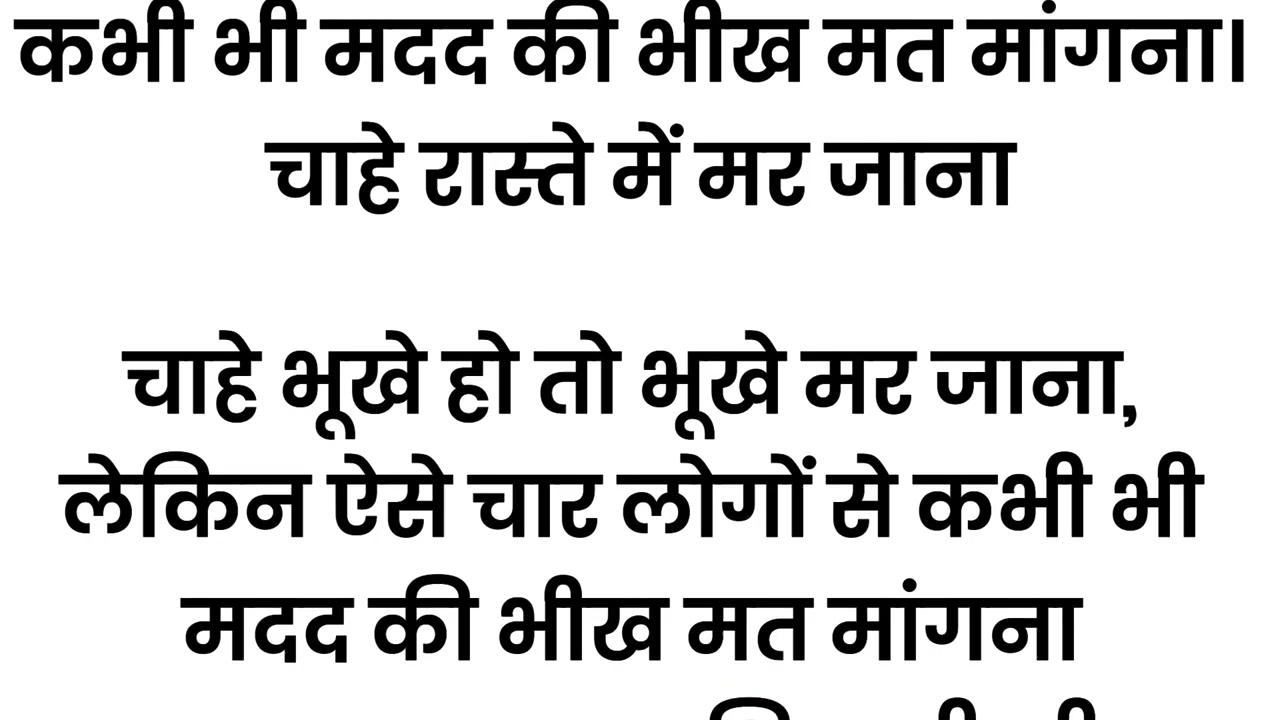 कभी भी मदद की भीख मत मांगना।
चाहे रास्ते में मर जाना
चाहे भूखे हो तो भूखे मर जाना,
लेकिन ऐसे चार लोगों से कभी भी
मदद की भीख मत मांगना